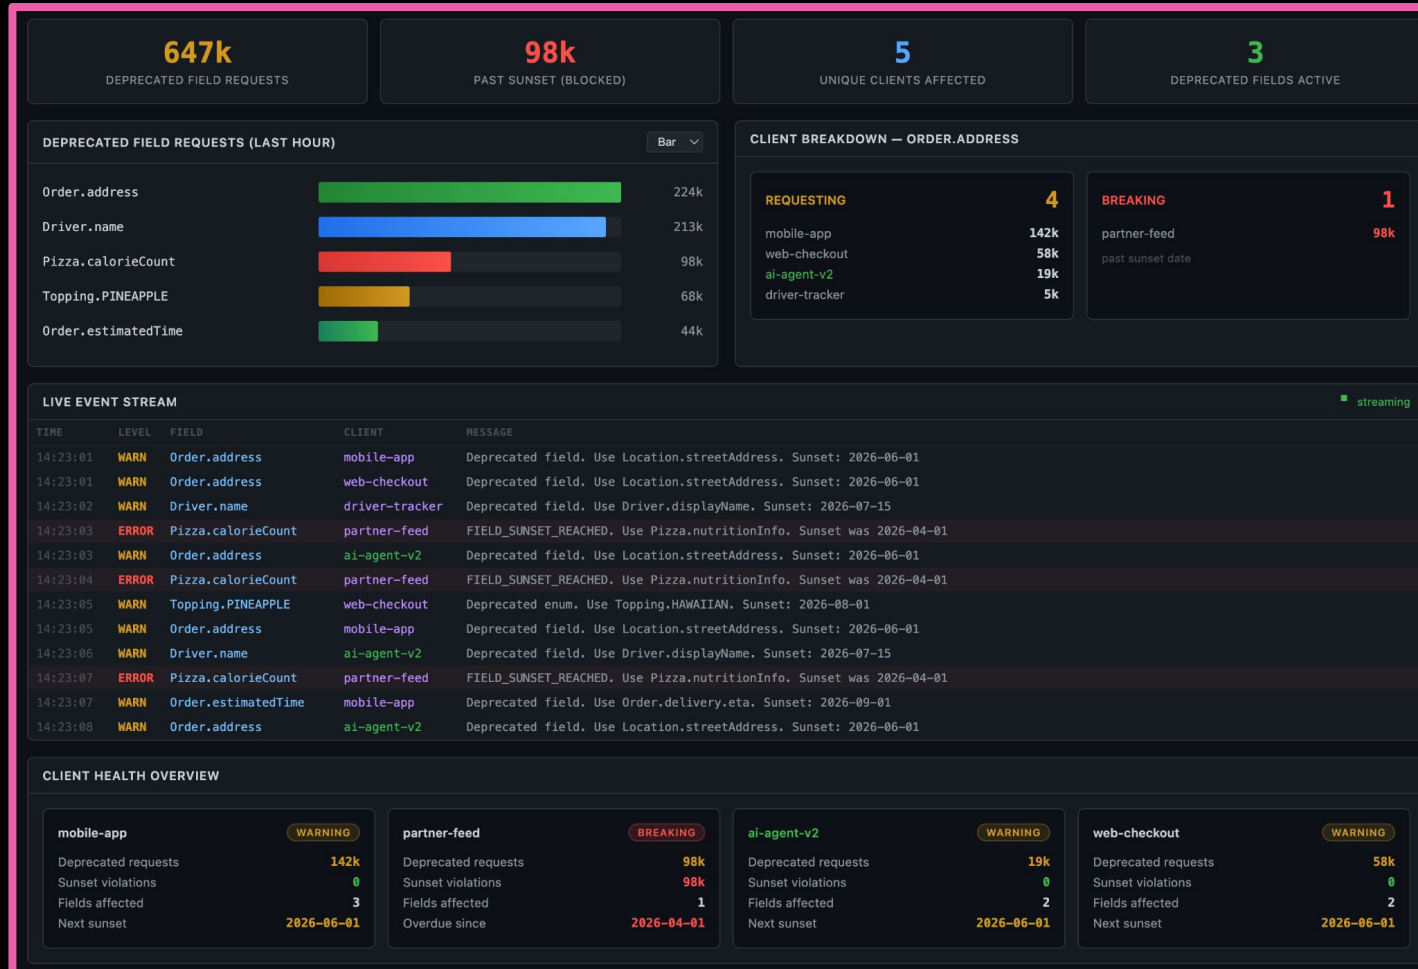 647k
DEPRECATED FIELD REQUESTS
98k
PAST SUNSET (BLOCKED)
5
UNIQUE CLIENTS AFFECTED
3
DEPRECATED FIELDS ACTIVE
DEPRECATED FIELD REQUESTS (LAST HOUR)
Bar
Order.address 224k
Driver.name 213k
Pizza.calorieCount 98k
Topping.PINEAPPLE 68k
Order.estimatedTime 44k
CLIENT BREAKDOWN — ORDER.ADDRESS
REQUESTING 4
mobile-app 142k
web-checkout 58k
ai-agent-v2 19k
driver-tracker 5k
BREAKING 1
partner-feed 98k
past sunset date
LIVE EVENT STREAM streaming
TIME LEVEL FIELD CLIENT MESSAGE
14:23:01 WARN Order.address mobile-app Deprecated field. Use Location.streetAddress. Sunset: 2026-06-01
14:23:01 WARN Order.address web-checkout Deprecated field. Use Location.streetAddress. Sunset: 2026-06-01
14:23:02 WARN Driver.name driver-tracker Deprecated field. Use Driver.displayName. Sunset: 2026-07-15
14:23:03 ERROR Pizza.calorieCount partner-feed FIELD_SUNSET_REACHED. Use Pizza.nutritionInfo. Sunset was 2026-04-01
14:23:03 WARN Order.address ai-agent-v2 Deprecated field. Use Location.streetAddress. Sunset: 2026-06-01
14:23:04 ERROR Pizza.calorieCount partner-feed FIELD_SUNSET_REACHED. Use Pizza.nutritionInfo. Sunset was 2026-04-01
14:23:05 WARN Topping.PINEAPPLE web-checkout Deprecated enum. Use Topping.HAWAIIAN. Sunset: 2026-08-01
14:23:05 WARN Order.address mobile-app Deprecated field. Use Location.streetAddress. Sunset: 2026-06-01
14:23:06 WARN Driver.name ai-agent-v2 Deprecated field. Use Driver.displayName. Sunset: 2026-07-15
14:23:07 ERROR Pizza.calorieCount partner-feed FIELD_SUNSET_REACHED. Use Pizza.nutritionInfo. Sunset was 2026-04-01
14:23:07 WARN Order.estimatedTime mobile-app Deprecated field. Use Order.delivery.eta. Sunset: 2026-09-01
14:23:08 WARN Order.address ai-agent-v2 Deprecated field. Use Location.streetAddress. Sunset: 2026-06-01
CLIENT HEALTH OVERVIEW
mobile-app WARNING
Deprecated requests 142k
Sunset violations 0
Fields affected 3
Next sunset 2026-06-01
partner-feed BREAKING
Deprecated requests 98k
Sunset violations 98k
Fields affected 1
Overdue since 2026-04-01
ai-agent-v2 WARNING
Deprecated requests 19k
Sunset violations 0
Fields affected 2
Next sunset 2026-06-01
web-checkout WARNING
Deprecated requests 58k
Sunset violations 0
Fields affected 2
Next sunset 2026-06-01